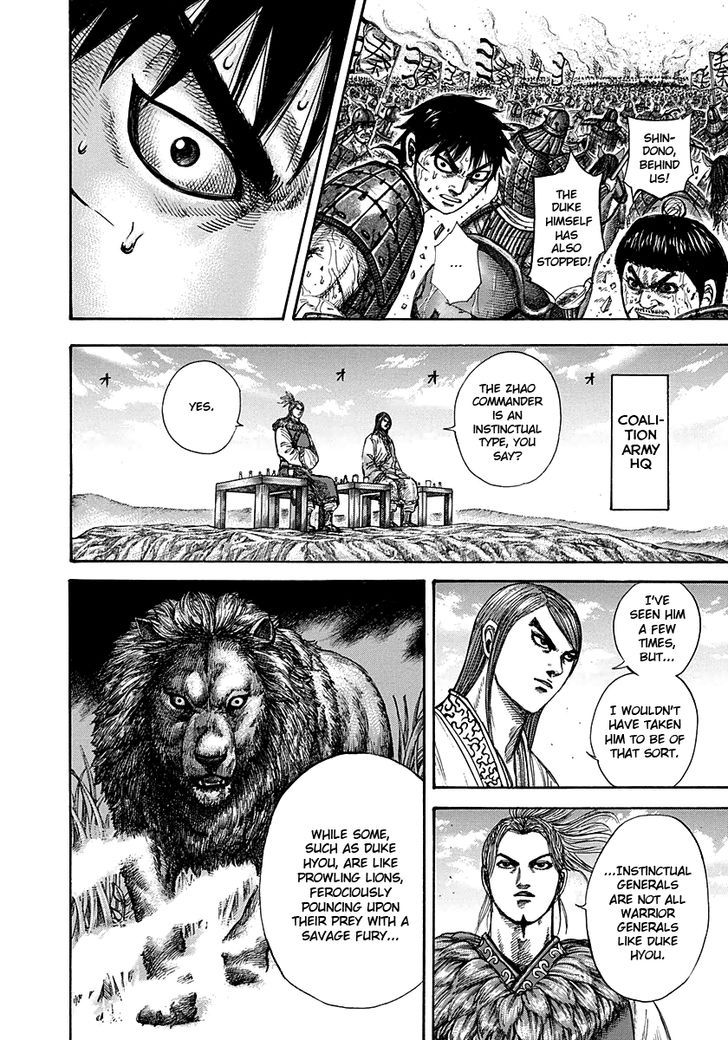 SHIN-
DONO,
BEHIND
US!
THE
DUKE
HIMSELF
HAS
ALSO
STOPPED!
...
COALI-
TION
ARMY
HQ
THE ZHAO
COMMANDER
IS AN
INSTINCTUAL
TYPE, YOU
SAY?
YES.
オ
オ
オ
I'VE
SEEN HIM
A FEW
TIMES,
BUT...
I WOULDN'T
HAVE TAKEN
HIM TO BE
OF THAT
SORT.
...INSTINCTUAL
GENERALS
ARE NOT ALL
WARRIOR
GENERALS
LIKE DUKE
HYOU.
WHILE SOME,
SUCH AS DUKE
HYOU, ARE LIKE
PROWLING LIONS,
FEROCIOUSLY
POUNCING UPON
THEIR PREY WITH A
SAVAGE FURY...